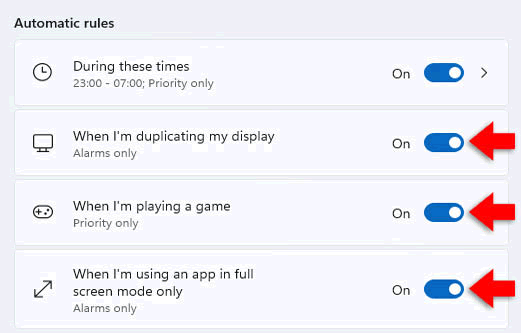 Automatic rules
During these times
23:00 - 07:00; Priority only
On
When I'm duplicating my display
Alarms only
On
When I'm playing a game
Priority only
On
When I'm using an app in full
screen mode only
Alarms only
On